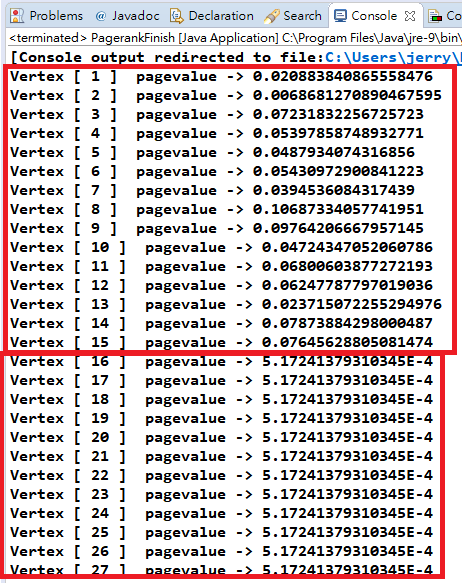 Problems @ Javadoc Declaration Search Console
<terminated> PagerankFinish [Java Application] C:\Program Files\Java\jre-9\bin\
[Console output redirected to file:C:\Users\jerry\
Vertex [ 1 ] pagevalue -> 0.020883840865558476
Vertex [ 2 ] pagevalue -> 0.0068681270890467595
Vertex [ 3 ] pagevalue -> 0.07231832256725723
Vertex [ 4 ] pagevalue -> 0.05397858748932771
Vertex [ 5 ] pagevalue -> 0.0487934074316856
Vertex [ 6 ] pagevalue -> 0.05430972900841223
Vertex [ 7 ] pagevalue -> 0.0394536084317439
Vertex [ 8 ] pagevalue -> 0.10687334057741951
Vertex [ 9 ] pagevalue -> 0.09764206667957145
Vertex [ 10 ] pagevalue -> 0.047243470520607​86
Vertex [ 11 ] pagevalue -> 0.06800603877272193
Vertex [ 12 ] pagevalue -> 0.06247787797019036
Vertex [ 13 ] pagevalue -> 0.023715072255294976
Vertex [ 14 ] pagevalue -> 0.07873884298000487
Vertex [ 15 ] pagevalue -> 0.07645628805081474
Vertex [ 16 ] pagevalue -> 5.17241379310345E-4
Vertex [ 17 ] pagevalue -> 5.17241379310345E-4
Vertex [ 18 ] pagevalue -> 5.17241379310345E-4
Vertex [ 19 ] pagevalue -> 5.17241379310345E-4
Vertex [ 20 ] pagevalue -> 5.17241379310345E-4
Vertex [ 21 ] pagevalue -> 5.17241379310345E-4
Vertex [ 22 ] pagevalue -> 5.17241379310345E-4
Vertex [ 23 ] pagevalue -> 5.17241379310345E-4
Vertex [ 24 ] pagevalue -> 5.17241379310345E-4
Vertex [ 25 ] pagevalue -> 5.17241379310345E-4
Vertex [ 26 ] pagevalue -> 5.17241379310345E-4
Vertex [ 27 ] pagevalue -> 5.17241379310345E-4